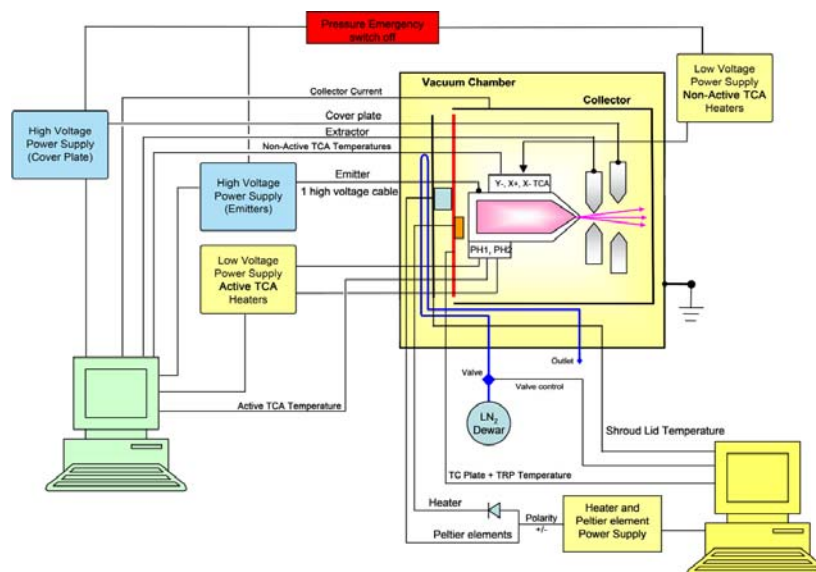 Pressure Emergency
switch off
Low Voltage
Power Supply
Non-Active TCA
Heaters
Vacuum Chamber
Collector Current
Collector
Cover plate
Extractor
High Voltage
Power Supply
(Cover Plate)
Non-Active TCA Temperatures
Emitter
1 high voltage cable
Y-, X+, X- TCA
High Voltage
Power Supply
(Emitters)
PH1, PH2
Low Voltage
Power Supply
Active TCA
Heaters
Outlet
Valve
Valve control
Active TCA Temperature
LN₂
Dewar
Shroud Lid Temperature
TC Plate + TRP Temperature
Heater
Polarity
+/-
Peltier elements
Heater and
Peltier element
Power Supply